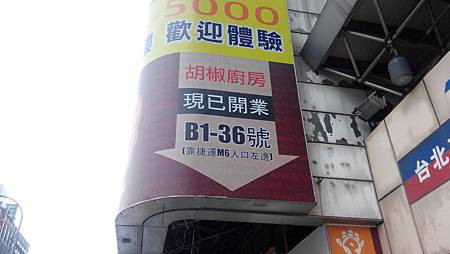 5000
歡迎體驗
胡椒廚房
現已開業
B1-36號
(靠捷運M6入口左邊)
台北